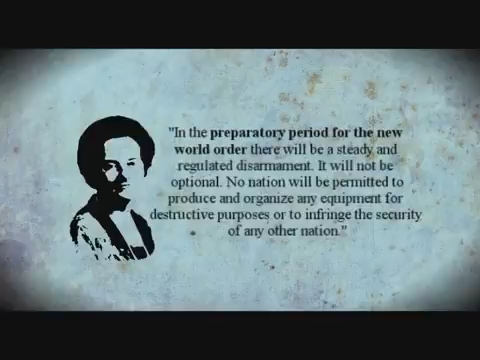 "In the preparatory period for the new
world order there will be a steady and
regulated disarmament. It will not be
optional. No nation will be permitted to
produce and organize any equipment for
destructive purposes or to infringe the security
of any other nation."